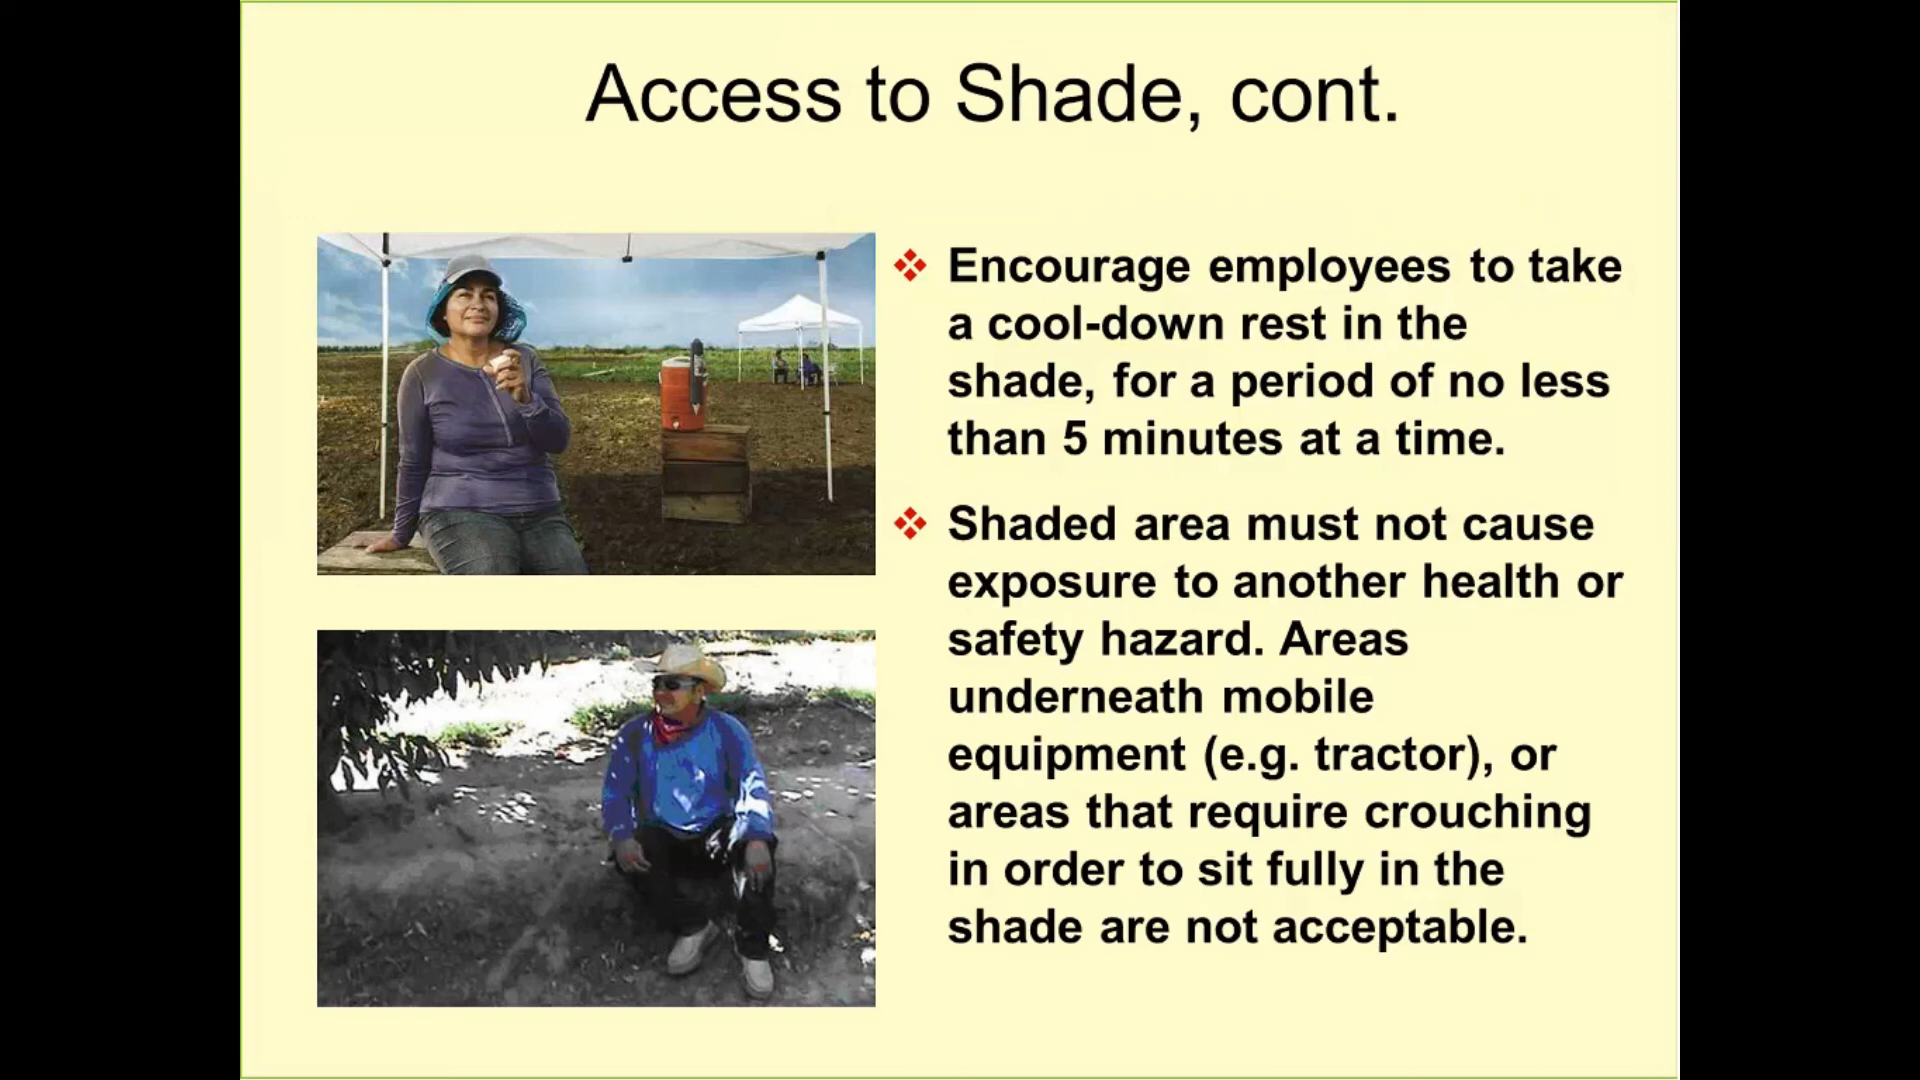 Access to Shade, cont.
Encourage employees to take
a cool-down rest in the
shade, for a period of no less
than 5 minutes at a time.
Shaded area must not cause
exposure to another health or
safety hazard. Areas
underneath mobile
equipment (e.g. tractor), or
areas that require crouching
in order to sit fully in the
shade are not acceptable.